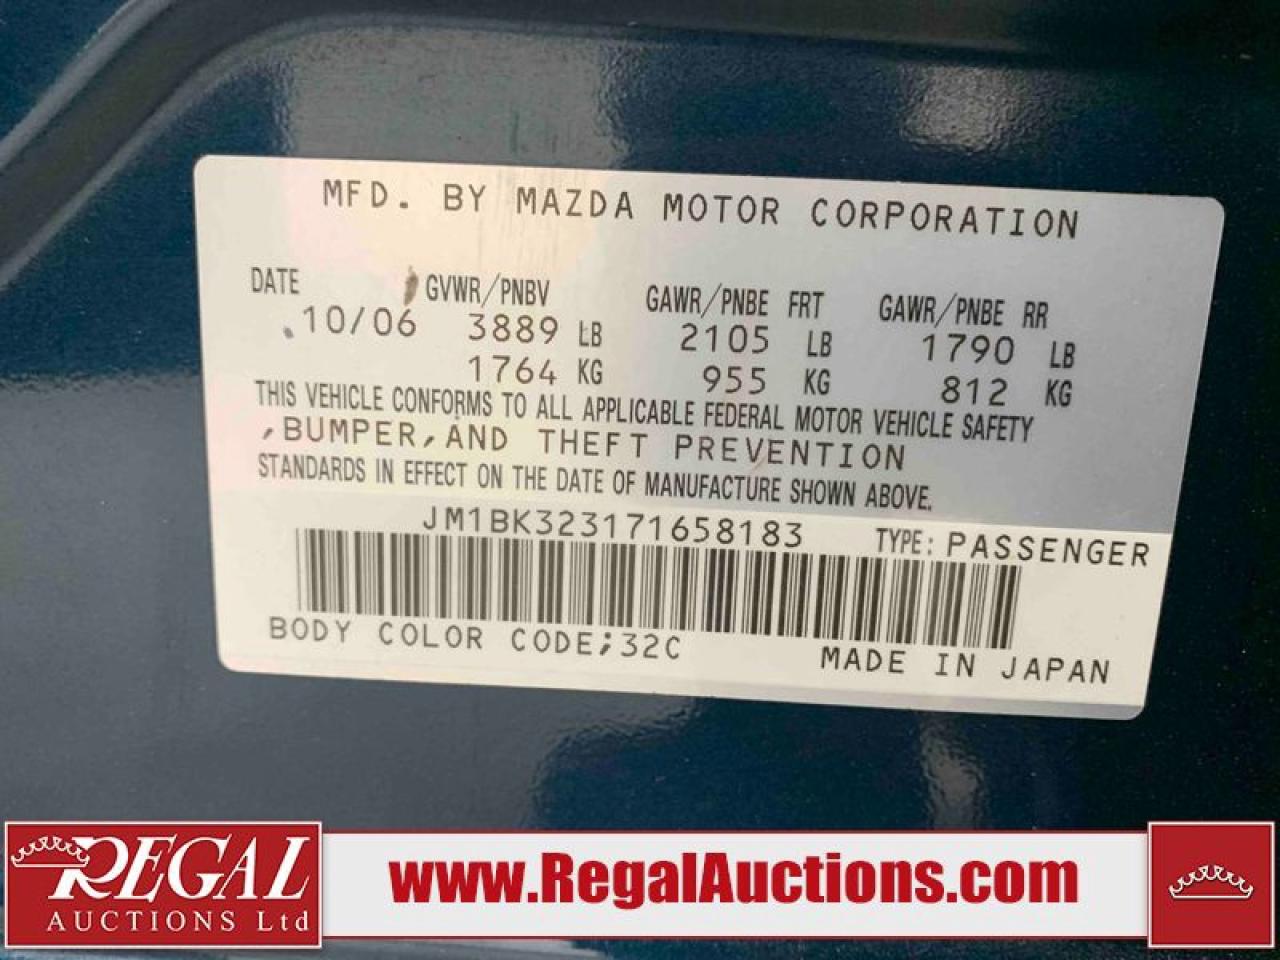 MFD. BY MAZDA MOTOR CORPORATION
DATE GVWR/PNBV GAWR/PNBE FRT GAWR/PNBE RR
10/06 3889 LB 2105 LB 1790 LB
1764 KG 955 KG 812 KG
THIS VEHICLE CONFORMS TO ALL APPLICABLE FEDERAL MOTOR VEHICLE SAFETY
,BUMPER,AND THEFT PREVENTION
STANDARDS IN EFFECT ON THE DATE OF MANUFACTURE SHOWN ABOVE.
JM1BK323171658183 TYPE: PASSENGER
BODY COLOR CODE;32C MADE IN JAPAN
REGAL
AUCTIONS Ltd
www.RegalAuctions.com